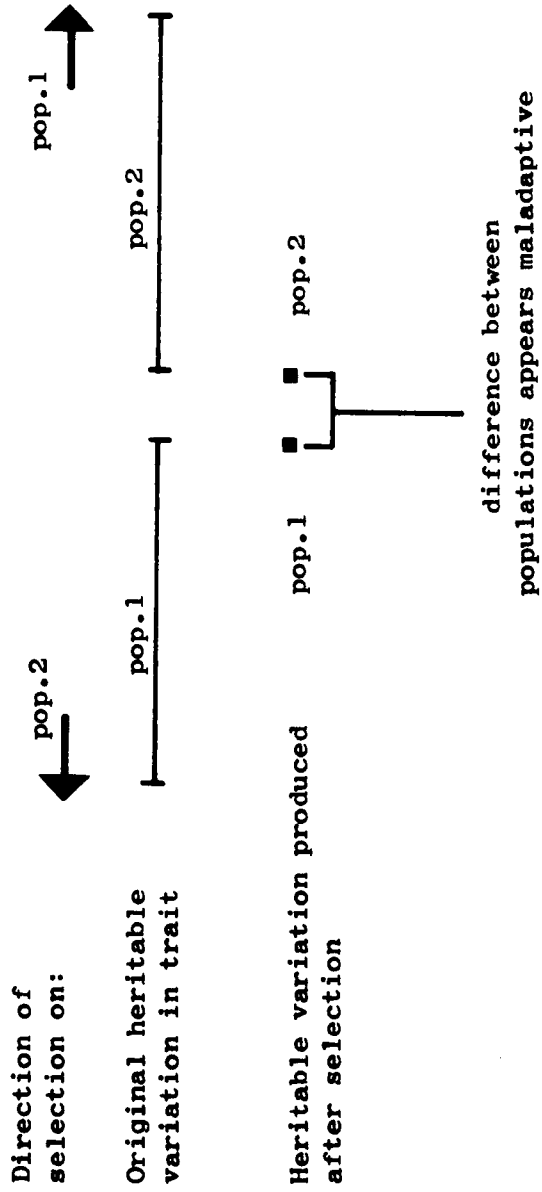 Direction of
selection on:
pop.2
pop.1
Original heritable
variation in trait
pop.1
pop.2
Heritable variation produced
after selection
pop.1
pop.2
difference between
populations appears maladaptive